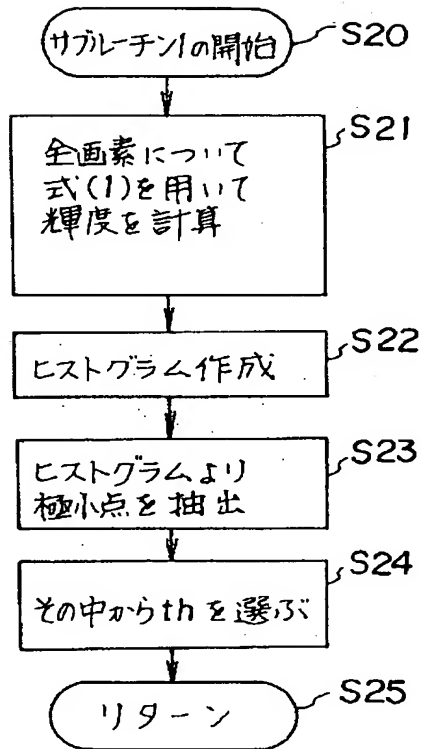 サブルーチン1の開始
S20
S21
全画素について
式(1)を用いて
輝度を計算
S22
ヒストグラム作成
S23
ヒストグラムより
極小点を抽出
S24
その中からthを選ぶ
S25
リターン